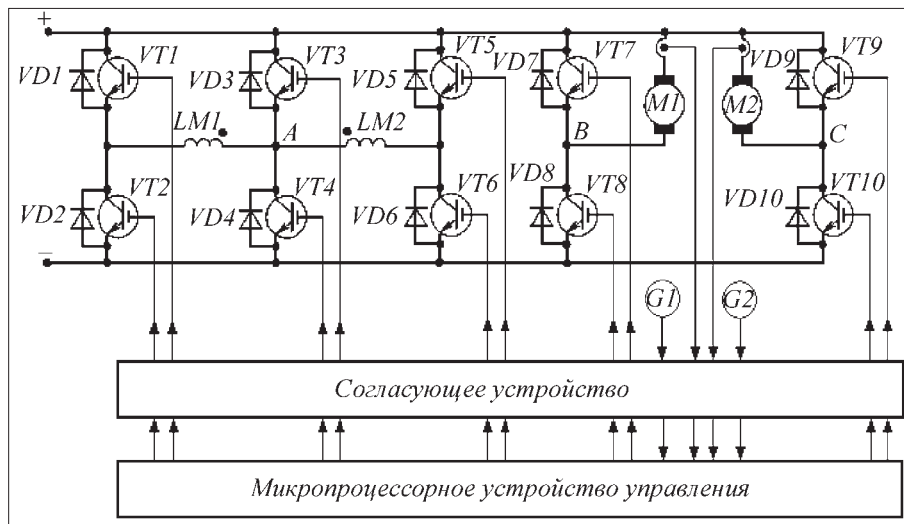 +
VT1 VT3 VT5 VT7 VD9 VT9
VD1 VD3 VD5 VD7 M1 M2
LM1 A LM2 B C
VT2 VT4 VT6 VD8 VT8 VT10
VD2 VD4 VD6 VD10
−
G1 G2
Согласующее устройство
Микропроцессорное устройство управления